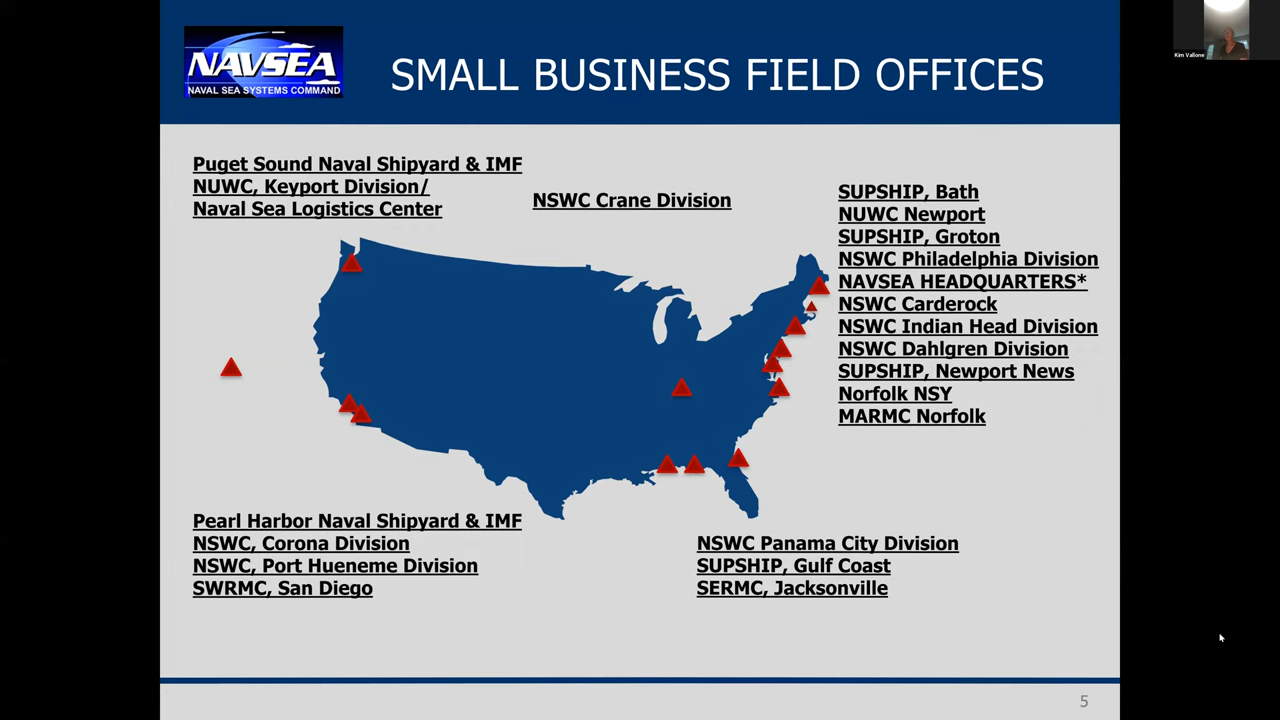 NAVSEA
NAVAL SEA SYSTEMS COMMAND
SMALL BUSINESS FIELD OFFICES
Kim Vallone
Puget Sound Naval Shipyard & IMF
NUWC, Keyport Division/
Naval Sea Logistics Center
NSWC Crane Division
SUPSHIP, Bath
NUWC Newport
SUPSHIP, Groton
NSWC Philadelphia Division
NAVSEA HEADQUARTERS*
NSWC Carderock
NSWC Indian Head Division
NSWC Dahlgren Division
SUPSHIP, Newport News
Norfolk NSY
MARMC Norfolk
Pearl Harbor Naval Shipyard & IMF
NSWC, Corona Division
NSWC, Port Hueneme Division
SWRMC, San Diego
NSWC Panama City Division
SUPSHIP, Gulf Coast
SERMC, Jacksonville
5